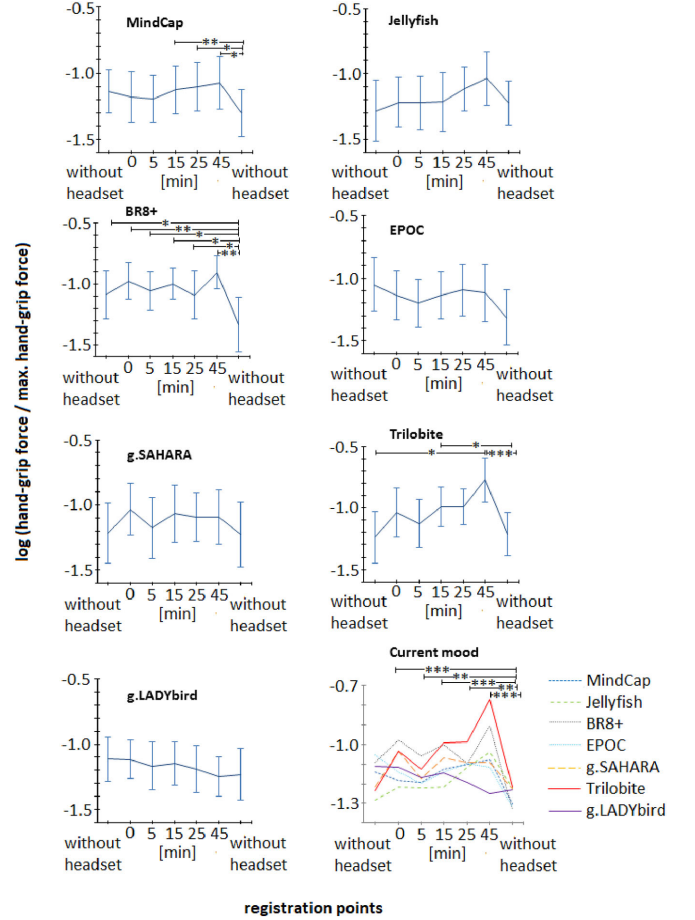 MindCap
-0.5
-1.0
-1.5
**
*
*
0 5 15 25 45
without headset
[min]
without headset
Jellyfish
-0.5
-1.0
-1.5
0 5 15 25 45
without headset
[min]
without headset
BR8+
-0.5
-1.0
-1.5
*
**
*
*
*
**
0 5 15 25 45
without headset
[min]
without headset
EPOC
-0.5
-1.0
-1.5
0 5 15 25 45
without headset
[min]
without headset
log (hand-grip force / max. hand-grip force)
g.SAHARA
-0.5
-1.0
-1.5
0 5 15 25 45
without headset
[min]
without headset
Trilobite
-0.5
-1.0
-1.5
*
* ***
0 5 15 25 45
without headset
[min]
without headset
g.LADYbird
-0.5
-1.0
-1.5
0 5 15 25 45
without headset
[min]
without headset
Current mood
-0.7
-1.0
-1.3
***
**
***
**
***
0 5 15 25 45
without headset
[min]
without headset
MindCap
Jellyfish
BR8+
EPOC
g.SAHARA
Trilobite
g.LADYbird
registration points